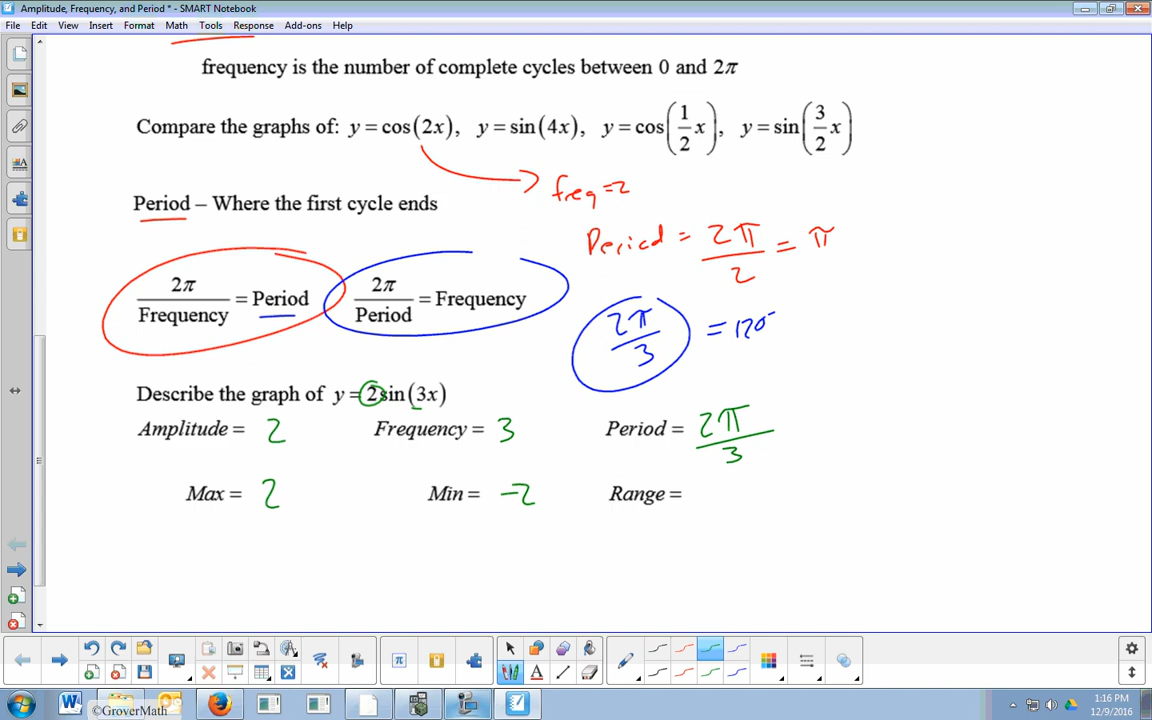 Amplitude, Frequency, and Period * - SMART Notebook
File Edit View Insert Format Math Tools Response Add-ons Help
frequency is the number of complete cycles between 0 and 2π
Compare the graphs of: y = cos(2x), y = sin(4x), y = cos(1/2 x), y = sin(3/2 x)
freq = 2
Period – Where the first cycle ends
Period = 2π/2 = π
2π/Frequency = Period 2π/Period = Frequency
2π/3 = 120°
Describe the graph of y = 2sin(3x)
Amplitude = 2 Frequency = 3 Period = 2π/3
Max = 2 Min = -2 Range =
©GroverMath
1:16 PM
12/9/2016